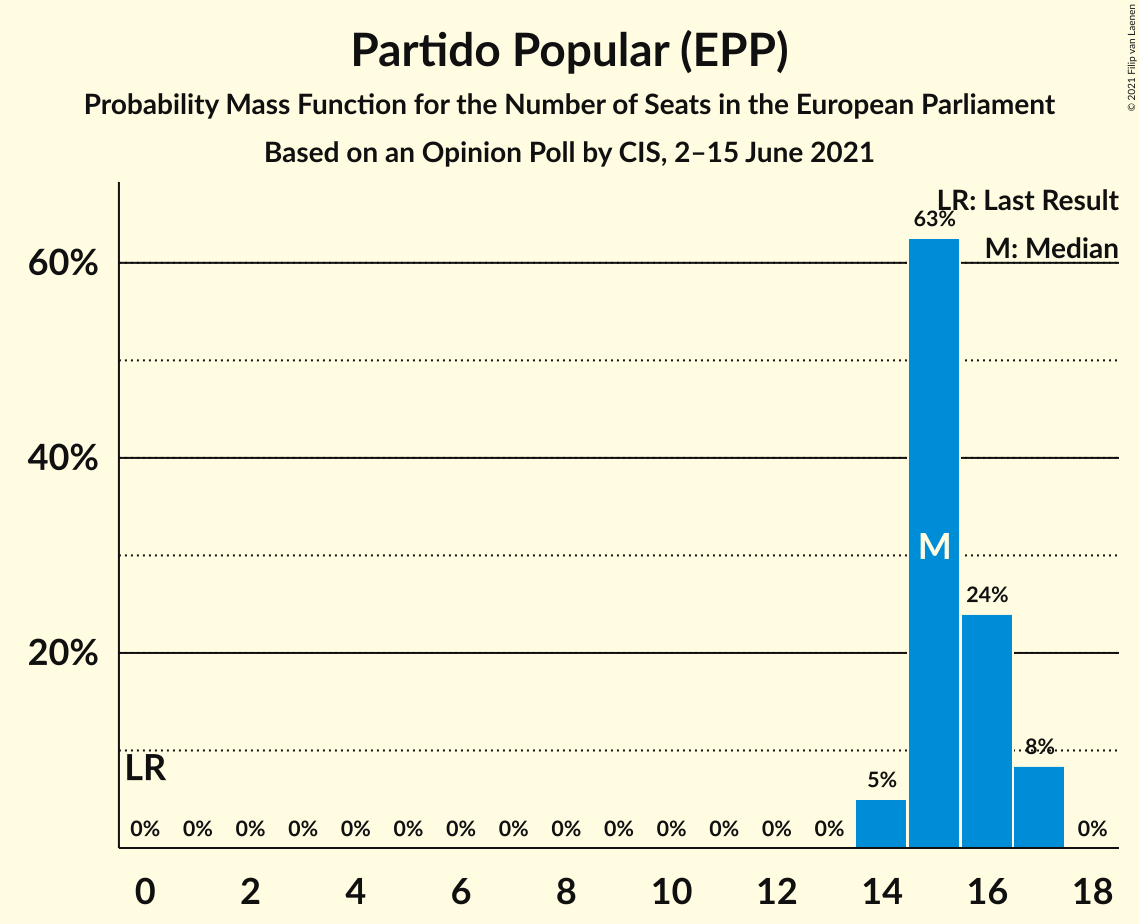 Partido Popular (EPP)
Probability Mass Function for the Number of Seats in the European Parliament
Based on an Opinion Poll by CIS, 2–15 June 2021
© 2021 Filip van Laenen
LR: Last Result
M: Median
63%
60%
40%
M
24%
20%
8%
LR
5%
0% 0% 0% 0% 0% 0% 0% 0% 0% 0% 0% 0% 0% 0% 0%
0 2 4 6 8 10 12 14 16 18